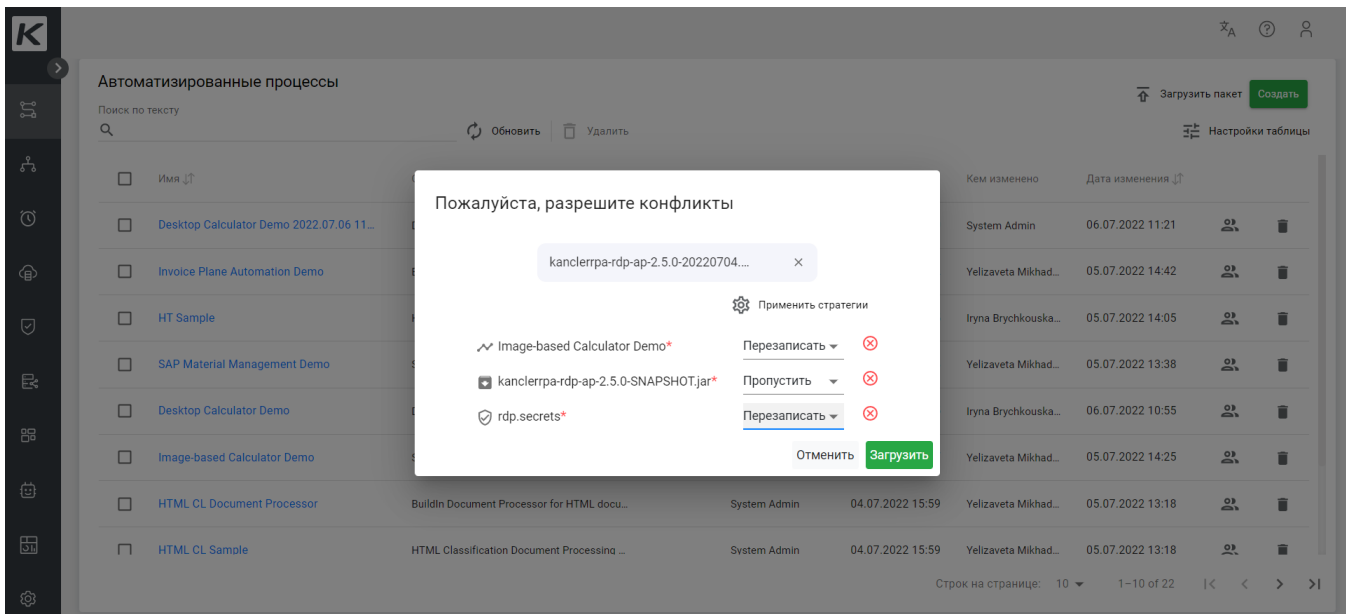 K
Автоматизированные процессы
Загрузить пакет Создать
Поиск по тексту
Обновить Удалить Настройки таблицы
Имя Кем изменено Дата изменения
Desktop Calculator Demo 2022.07.06 11... System Admin 06.07.2022 11:21
Invoice Plane Automation Demo Yelizaveta Mikhad... 05.07.2022 14:42
HT Sample Iryna Brychkouska... 05.07.2022 14:05
SAP Material Management Demo Yelizaveta Mikhad... 05.07.2022 13:38
Desktop Calculator Demo Iryna Brychkouska... 06.07.2022 10:55
Image-based Calculator Demo Yelizaveta Mikhad... 05.07.2022 14:25
HTML CL Document Processor BuildIn Document Processor for HTML docu... System Admin 04.07.2022 15:59 Yelizaveta Mikhad... 05.07.2022 13:18
HTML CL Sample HTML Classification Document Processing ... System Admin 04.07.2022 15:59 Yelizaveta Mikhad... 05.07.2022 13:18
Строк на странице: 10 1–10 of 22
Пожалуйста, разрешите конфликты
kanclerrpa-rdp-ap-2.5.0-20220704....
Применить стратегии
Image-based Calculator Demo* Перезаписать
kanclerrpa-rdp-ap-2.5.0-SNAPSHOT.jar* Пропустить
rdp.secrets* Перезаписать
Отменить Загрузить